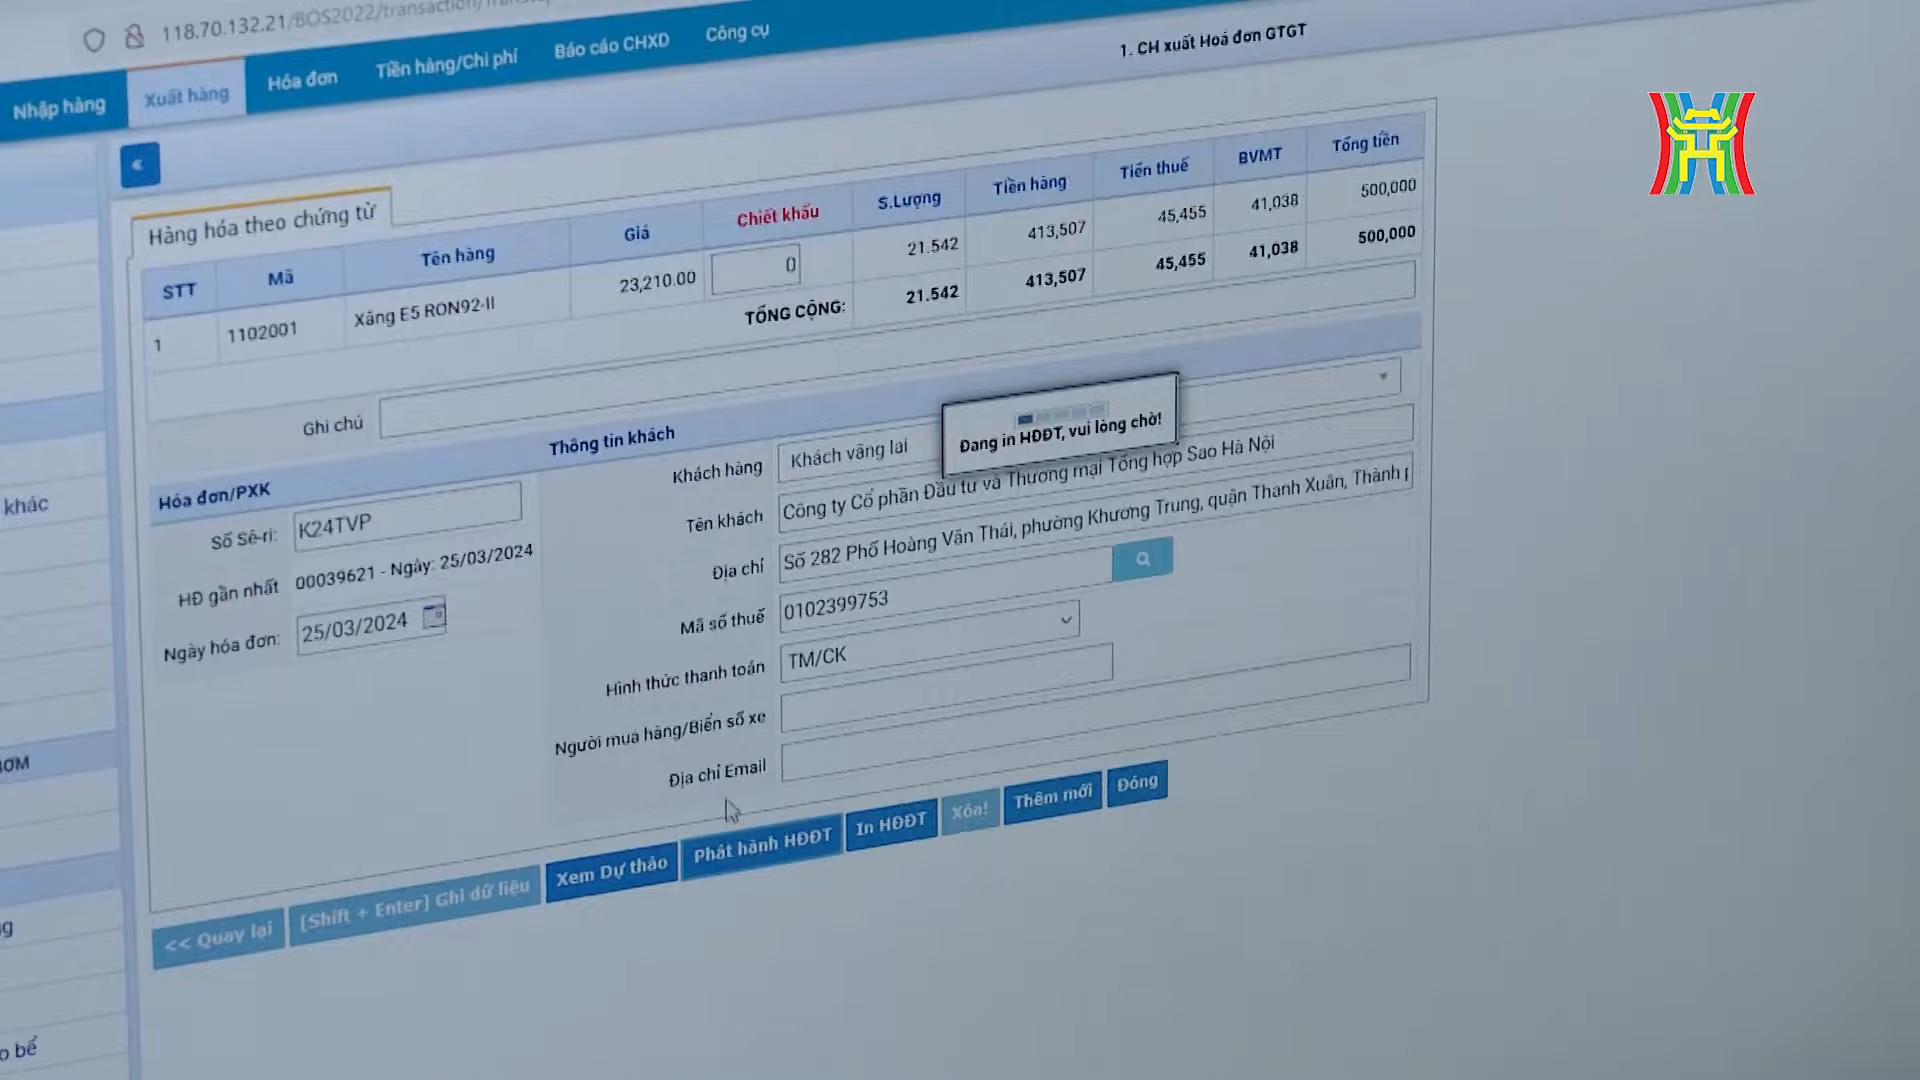 118.70.132.21/BOS2022/transaction/
Nhập hàng
Xuất hàng
Hóa đơn
Tiền hàng/Chi phí
Báo cáo CHXD
Công cụ
1. CH xuất Hoá đơn GTGT
«
Hàng hóa theo chứng từ
STT Mã Tên hàng Giá Chiết khấu S.Lượng Tiền hàng Tiền thuế BVMT Tổng tiền
1 1102001 Xăng E5 RON92-II 23,210.00 0 21.542 413,507 45,455 41,038 500,000
TỔNG CỘNG: 21.542 413,507 45,455 41,038 500,000
Ghi chú
Hóa đơn/PXK
Số Sê-ri: K24TVP
HĐ gần nhất 00039621 - Ngày: 25/03/2024
Ngày hóa đơn: 25/03/2024
Thông tin khách
Khách hàng Khách vãng lai
Đang in HĐĐT, vui lòng chờ!
Tên khách Công ty Cổ phần Đầu tư và Thương mại Tổng hợp Sao Hà Nội
Địa chỉ Số 282 Phố Hoàng Văn Thái, phường Khương Trung, quận Thanh Xuân, Thành p
Mã số thuế 0102399753
Hình thức thanh toán TM/CK
Người mua hàng/Biển số xe
Địa chỉ Email
<< Quay lại
[Shift + Enter] Ghi dữ liệu
Xem Dự thảo
Phát hành HĐĐT
In HĐĐT
Xóa!
Thêm mới
Đóng
khác
o bể